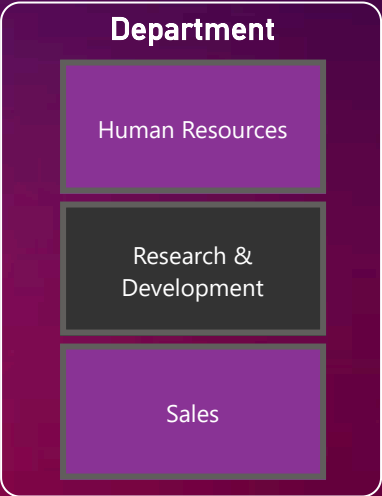 Department
Human Resources
Research &
Development
Sales